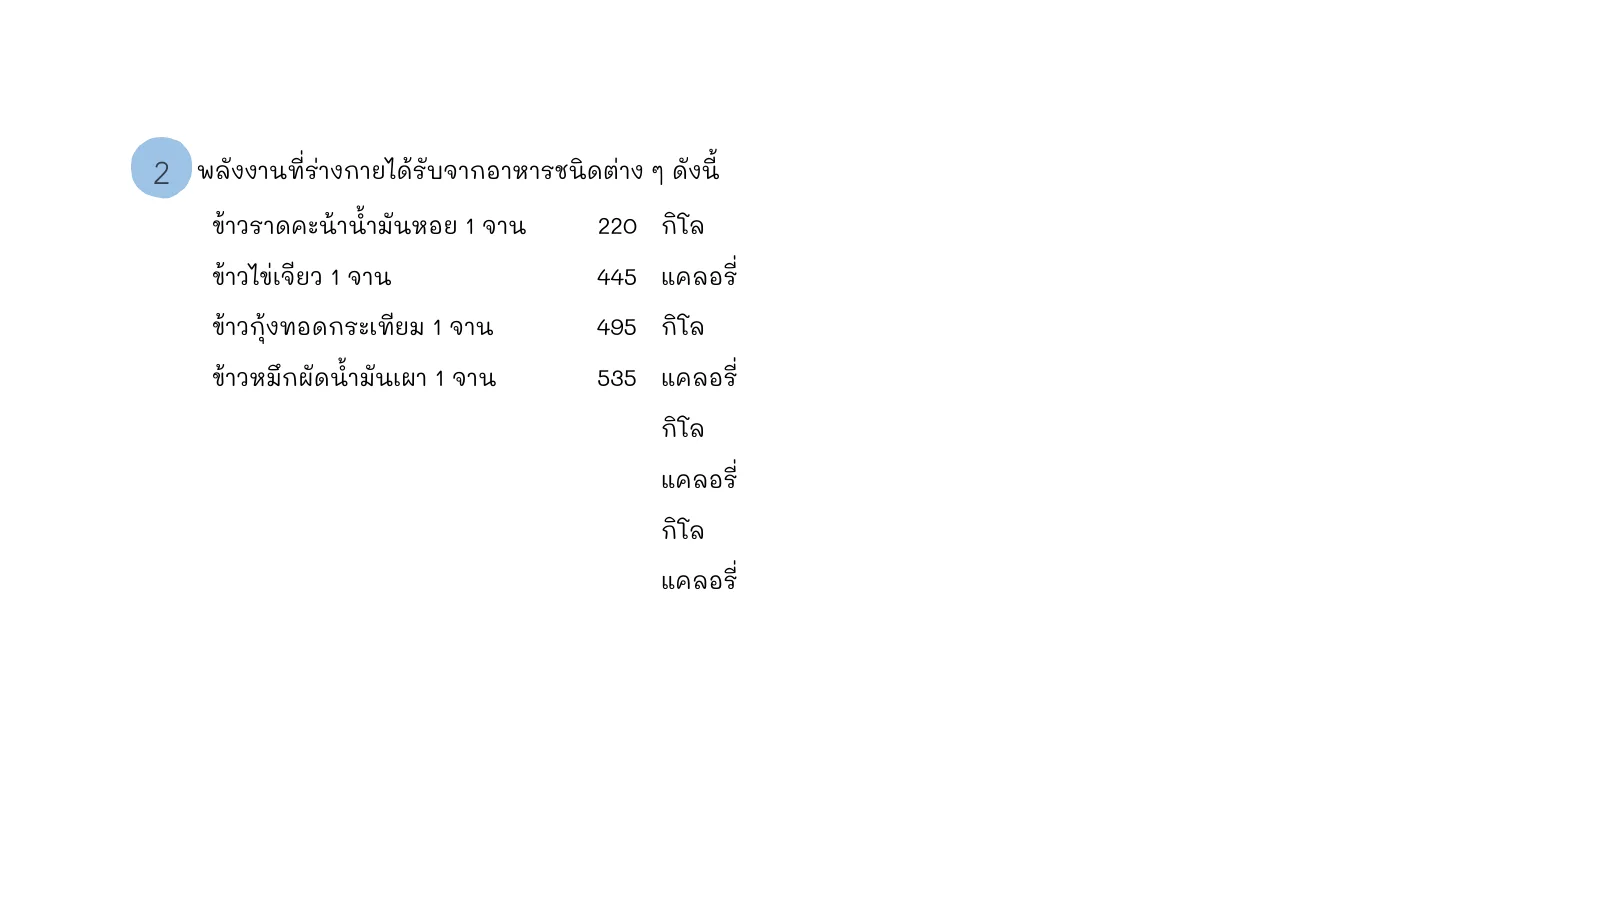 2 พลังงานที่ร่างกายได้รับจากอาหารชนิดต่าง ๆ ดังนี้
ข้าวราดคะน้าน้ำมันหอย 1 จาน 220 กิโล
ข้าวไข่เจียว 1 จาน 445 แคลอรี่
ข้าวกุ้งทอดกระเทียม 1 จาน 495 กิโล
ข้าวหมึกผัดน้ำมันเผา 1 จาน 535 แคลอรี่
กิโล
แคลอรี่
กิโล
แคลอรี่